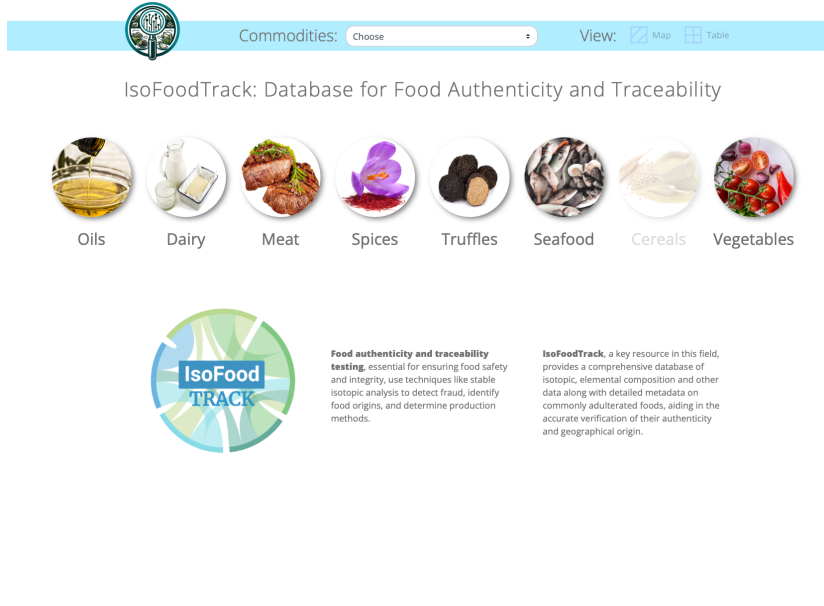 Commodities: Choose View: Map Table
IsoFoodTrack: Database for Food Authenticity and Traceability
Oils Dairy Meat Spices Truffles Seafood Cereals Vegetables
IsoFood
TRACK
Food authenticity and traceability
testing, essential for ensuring food safety
and integrity, use techniques like stable
isotopic analysis to detect fraud, identify
food origins, and determine production
methods.
IsoFoodTrack, a key resource in this field,
provides a comprehensive database of
isotopic, elemental composition and other
data along with detailed metadata on
commonly adulterated foods, aiding in the
accurate verification of their authenticity
and geographical origin.